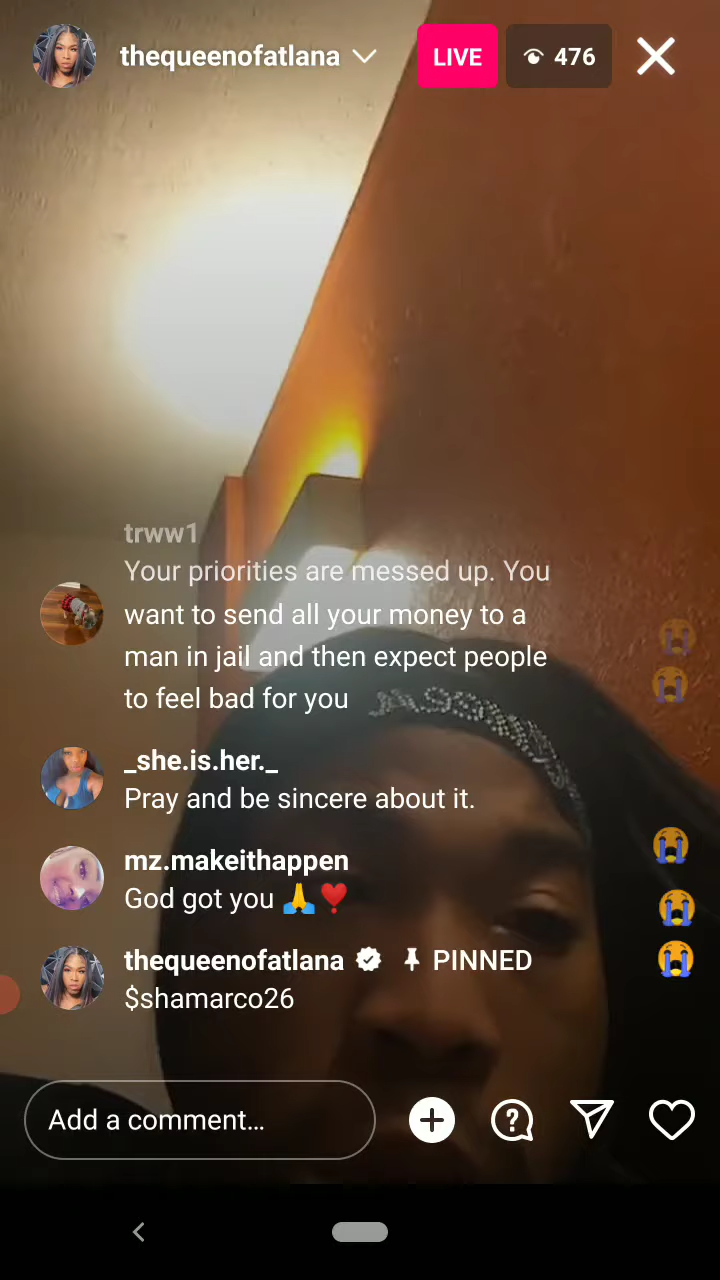 thequeenofatlana
LIVE
476
trww1
Your priorities are messed up. You
want to send all your money to a
man in jail and then expect people
to feel bad for you
_she.is.her._
Pray and be sincere about it.
mz.makeithappen
God got you 🙏❣️
thequeenofatlana PINNED
$shamarco26
Add a comment...